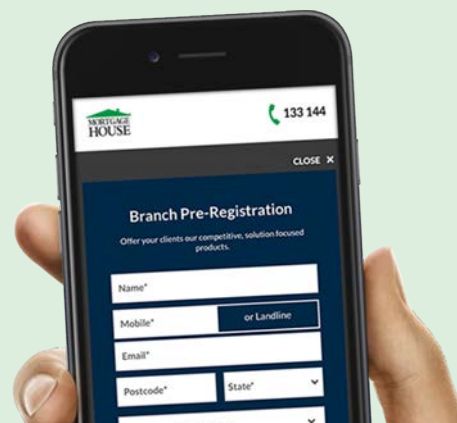 MORTGAGE
HOUSE
133 144
CLOSE ×
Branch Pre-Registration
Offer your clients our competitive, solution focused
products.
Name*
Mobile*
or Landline
Email*
Postcode*
State*